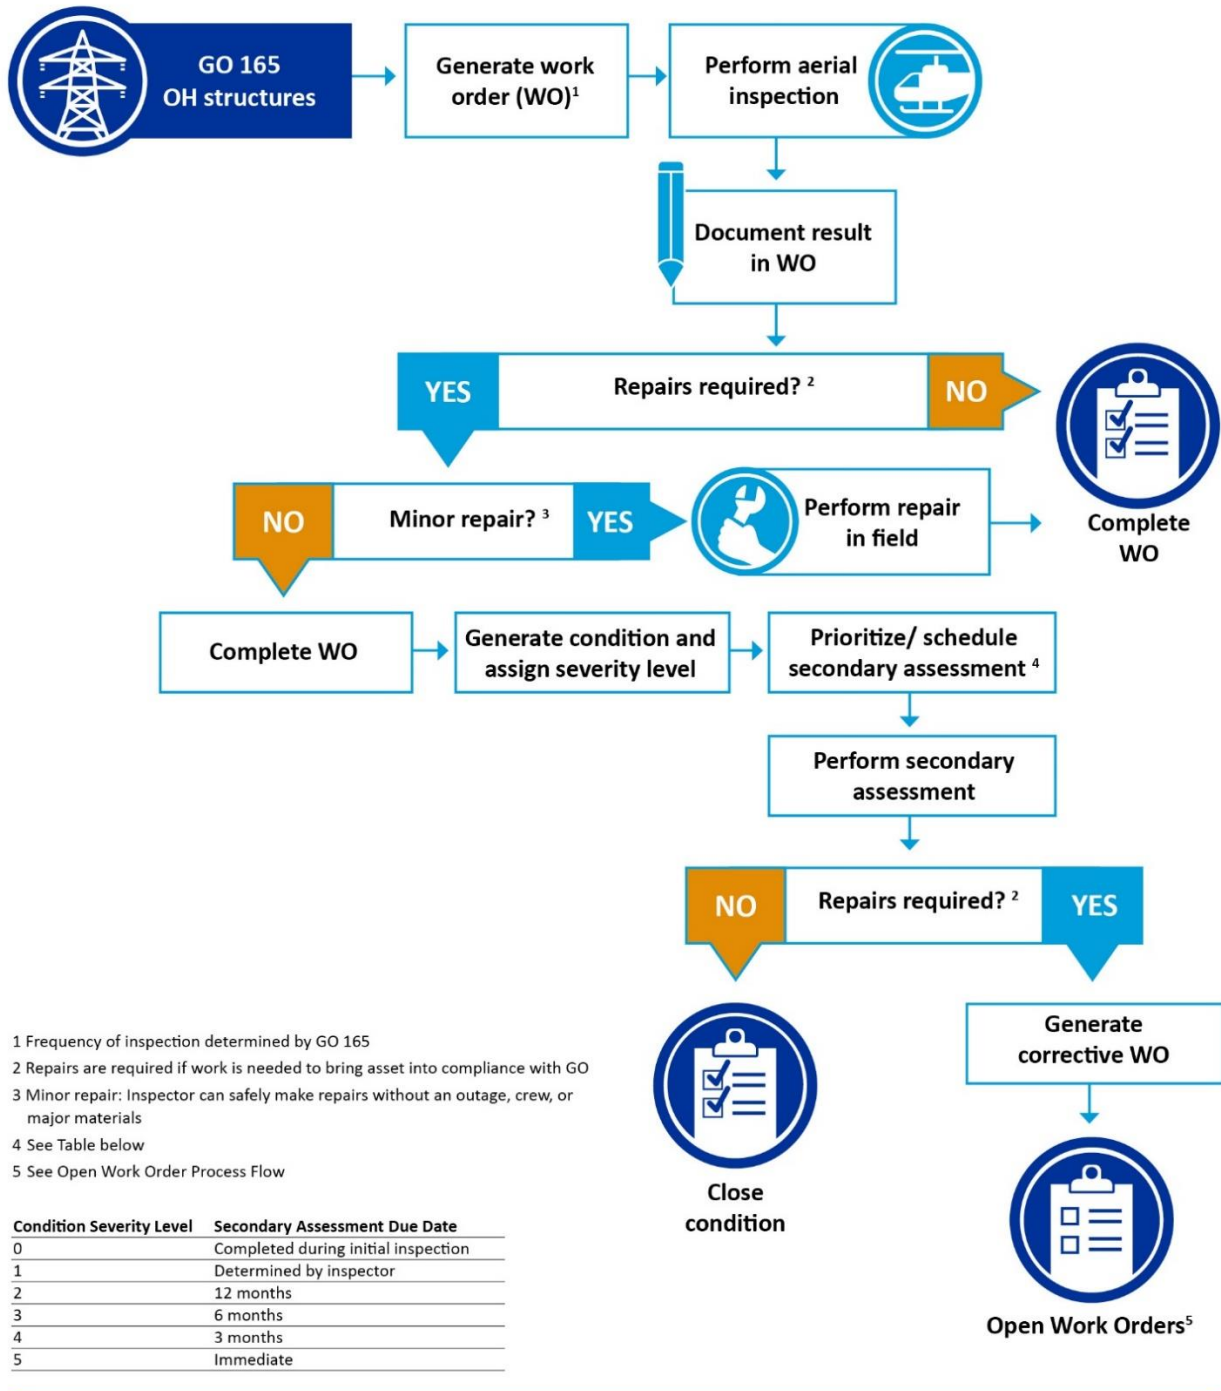 GO 165
OH structures
Generate work
order (WO)¹
Perform aerial
inspection
Document result
in WO
YES
Repairs required? ²
NO
NO
Minor repair? ³
YES
Perform repair
in field
Complete
WO
Complete WO
Generate condition and
assign severity level
Prioritize/ schedule
secondary assessment ⁴
Perform secondary
assessment
NO
Repairs required? ²
YES
Generate
corrective WO
Close
condition
Open Work Orders⁵
1 Frequency of inspection determined by GO 165
2 Repairs are required if work is needed to bring asset into compliance with GO
3 Minor repair: Inspector can safely make repairs without an outage, crew, or
major materials
4 See Table below
5 See Open Work Order Process Flow
Condition Severity Level Secondary Assessment Due Date
0 Completed during initial inspection
1 Determined by inspector
2 12 months
3 6 months
4 3 months
5 Immediate